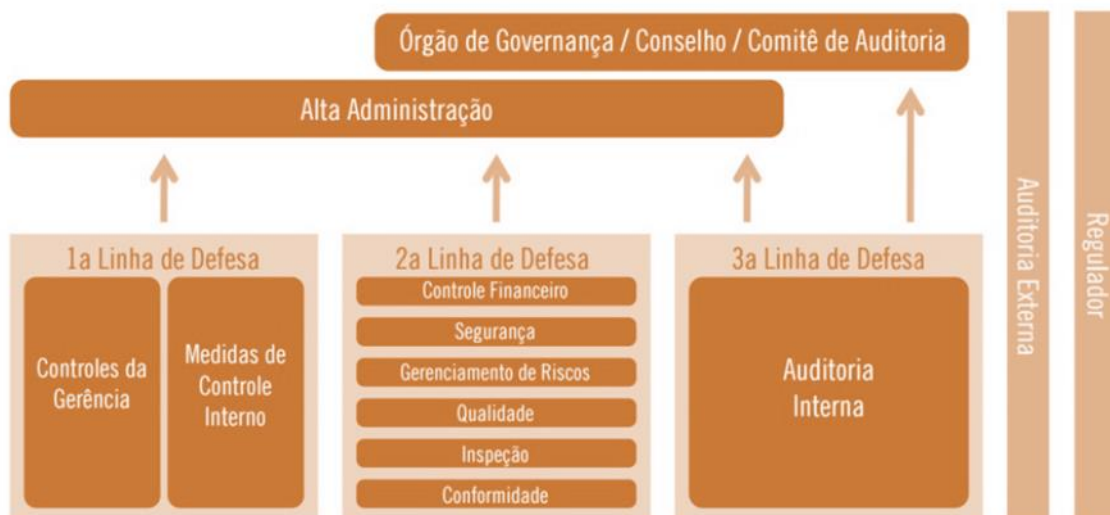 Órgão de Governança / Conselho / Comitê de Auditoria
Alta Administração
1a Linha de Defesa
Controles da
Gerência
Medidas de
Controle
Interno
2a Linha de Defesa
Controle Financeiro
Segurança
Gerenciamento de Riscos
Qualidade
Inspeção
Conformidade
3a Linha de Defesa
Auditoria
Interna
Auditoria Externa
Regulador